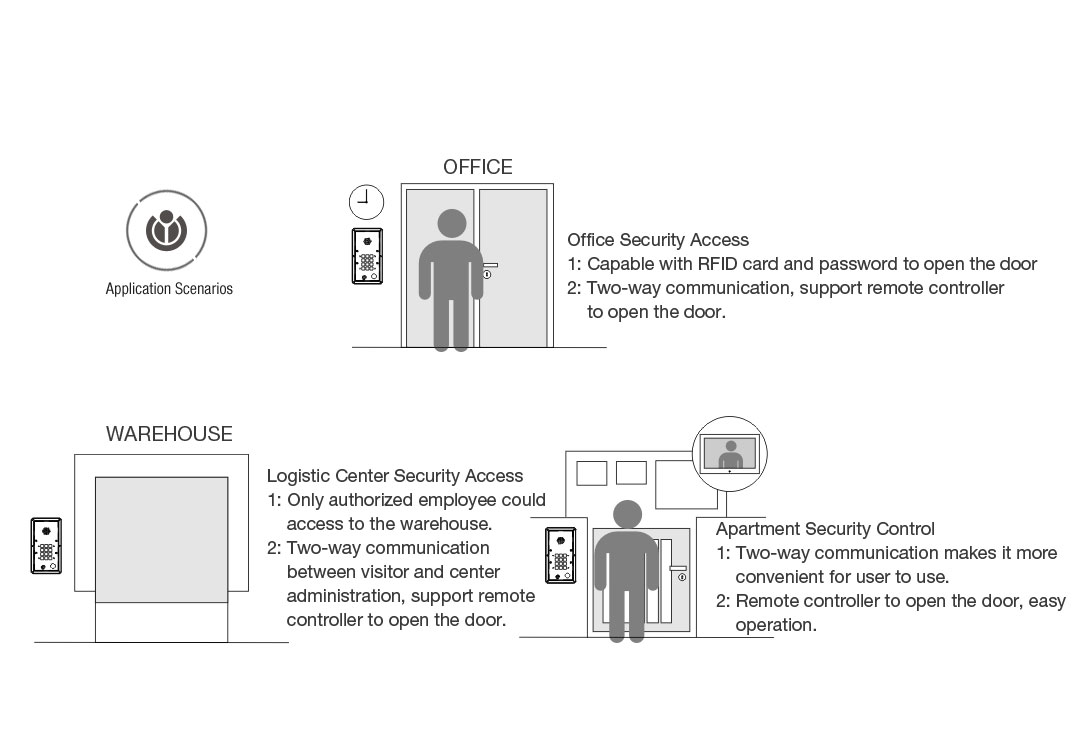 OFFICE
Application Scenarios
Office Security Access
1: Capable with RFID card and password to open the door
2: Two-way communication, support remote controller
to open the door.
WAREHOUSE
Logistic Center Security Access
1: Only authorized employee could
access to the warehouse.
2: Two-way communication
between visitor and center
administration, support remote
controller to open the door.
Apartment Security Control
1: Two-way communication makes it more
convenient for user to use.
2: Remote controller to open the door, easy
operation.